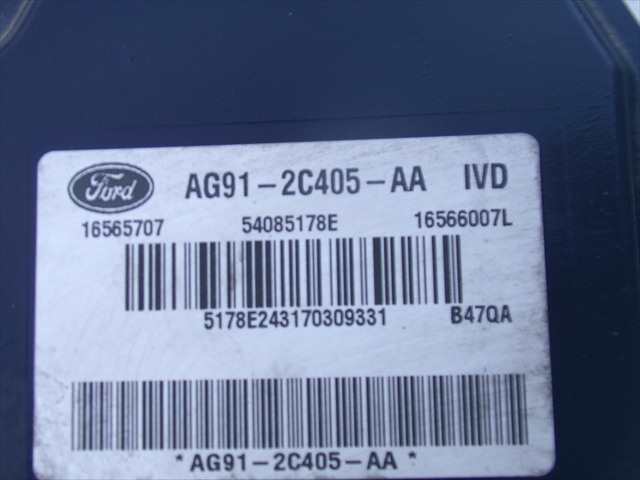 Ford AG91-2C405-AA IVD
16565707 54085178E 16566007L
5178E243170309331 B47QA
*AG91-2C405-AA*